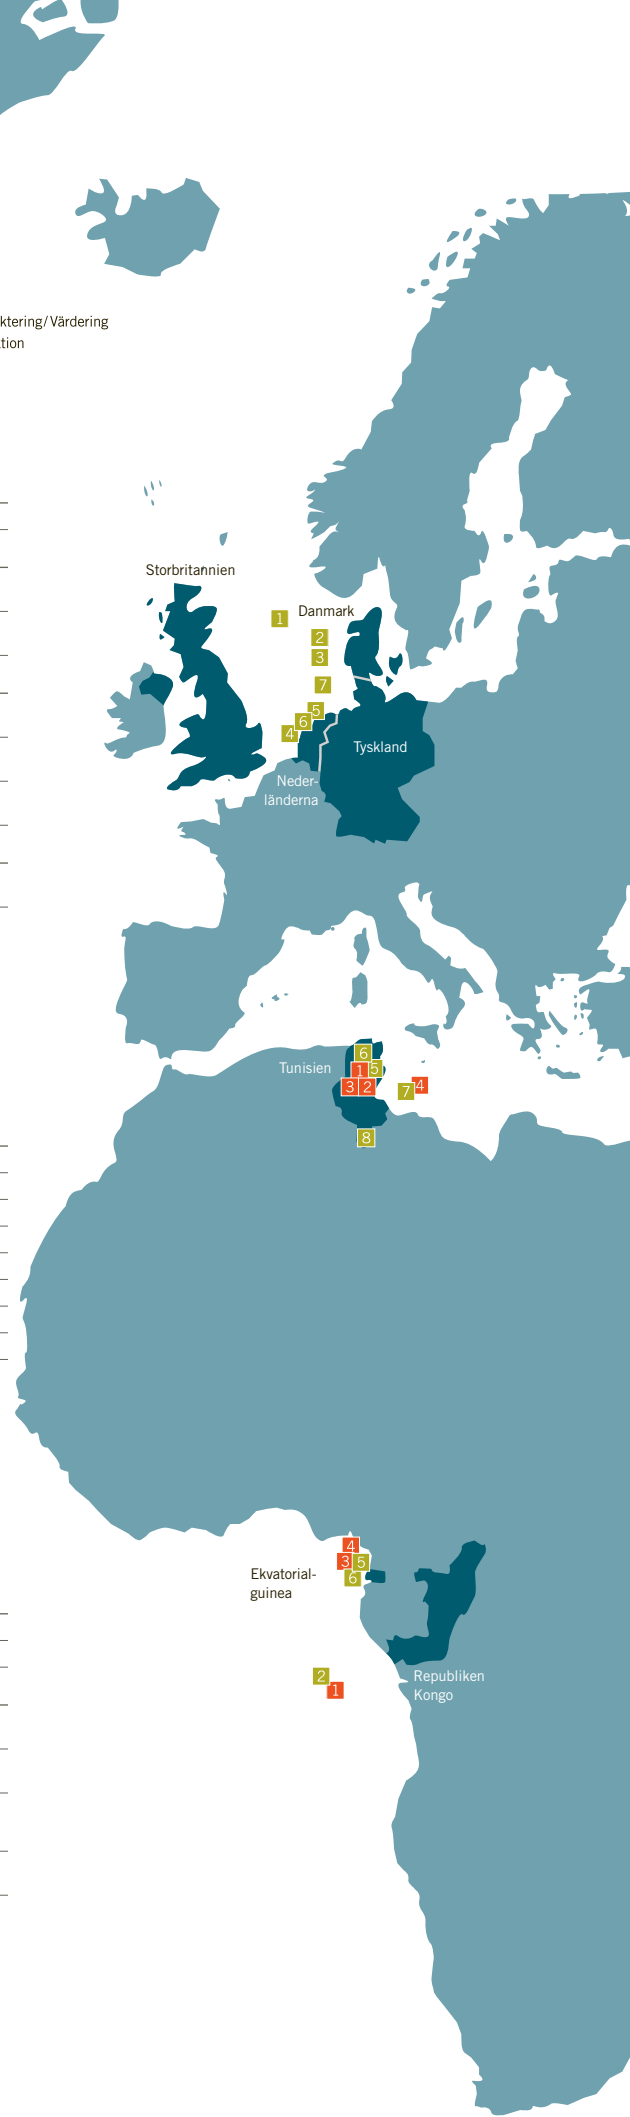 ktering/Värdering
tion
Storbritannien
Danmark
1
2
3
7
5
6
4
Tyskland
Neder-
länderna
6
Tunisien
1 5
3 2
7 4
8
4
3 5
6
Ekvatorial-
guinea
2
1
Republiken
Kongo